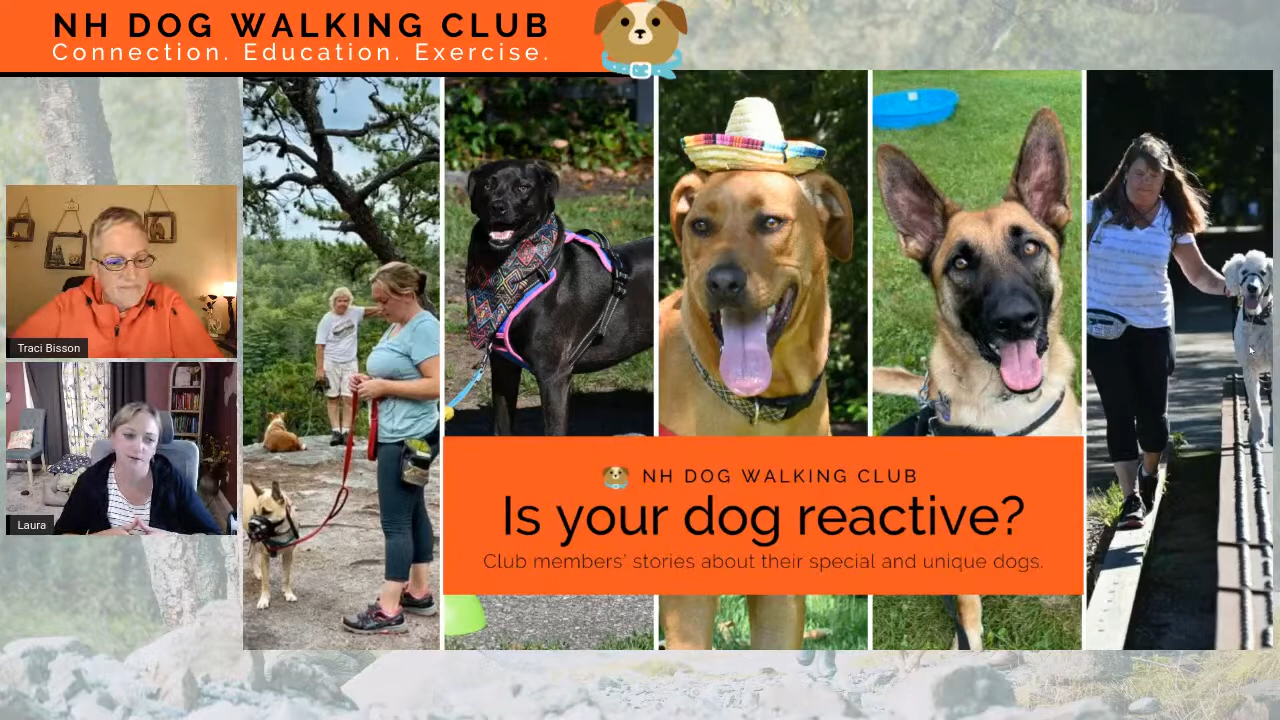 NH DOG WALKING CLUB
Connection. Education. Exercise.
Traci Bisson
Laura
NH DOG WALKING CLUB
Is your dog reactive?
Club members' stories about their special and unique dogs.